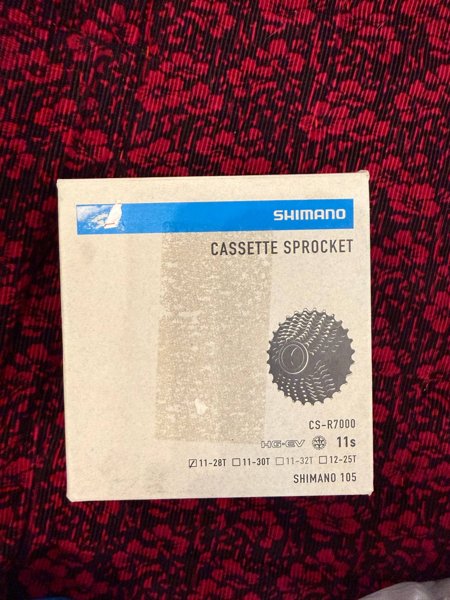 SHIMANO
CASSETTE SPROCKET
CS-R7000
HG-EV 11s
☑11-28T ☐11-30T ☐11-32T ☐12-25T
SHIMANO 105